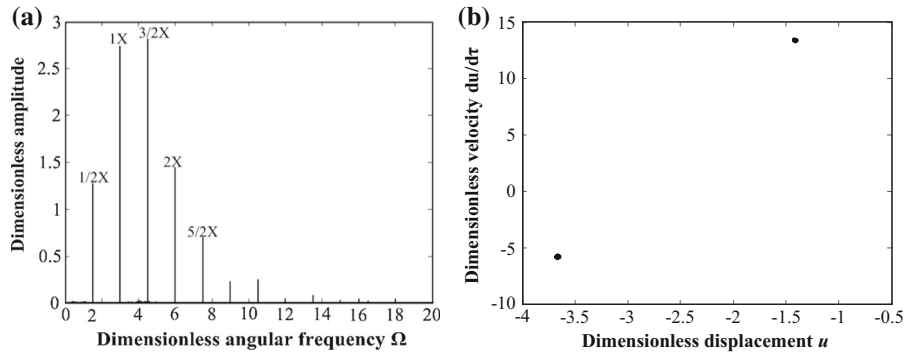 (a)
Dimensionless amplitude
3
2.5
2
1.5
1
0.5
0
1/2X
1X
3/2X
2X
5/2X
0 2 4 6 8 10 12 14 16 18 20
Dimensionless angular frequency Ω
(b)
Dimensionless velocity du/dτ
15
10
5
0
-5
-10
-4 -3.5 -3 -2.5 -2 -1.5 -1 -0.5
Dimensionless displacement u